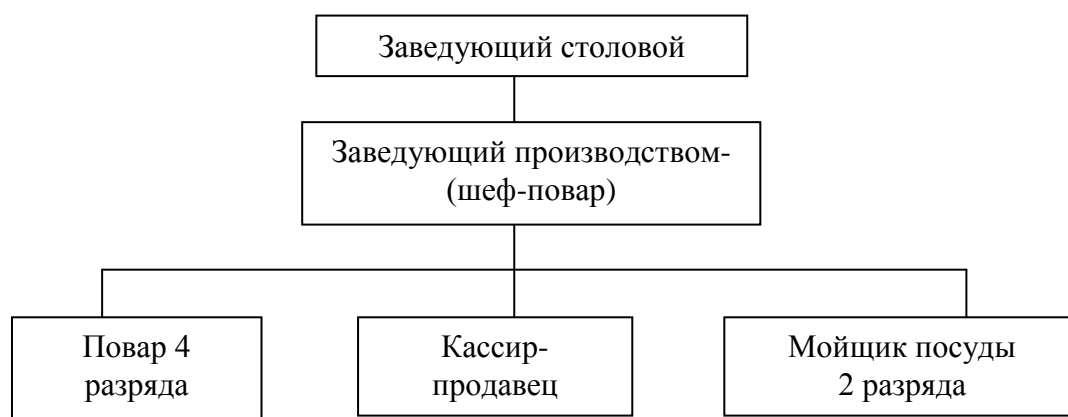 Заведующий столовой
Заведующий производством-
(шеф-повар)
Повар 4
разряда
Кассир-
продавец
Мойщик посуды
2 разряда